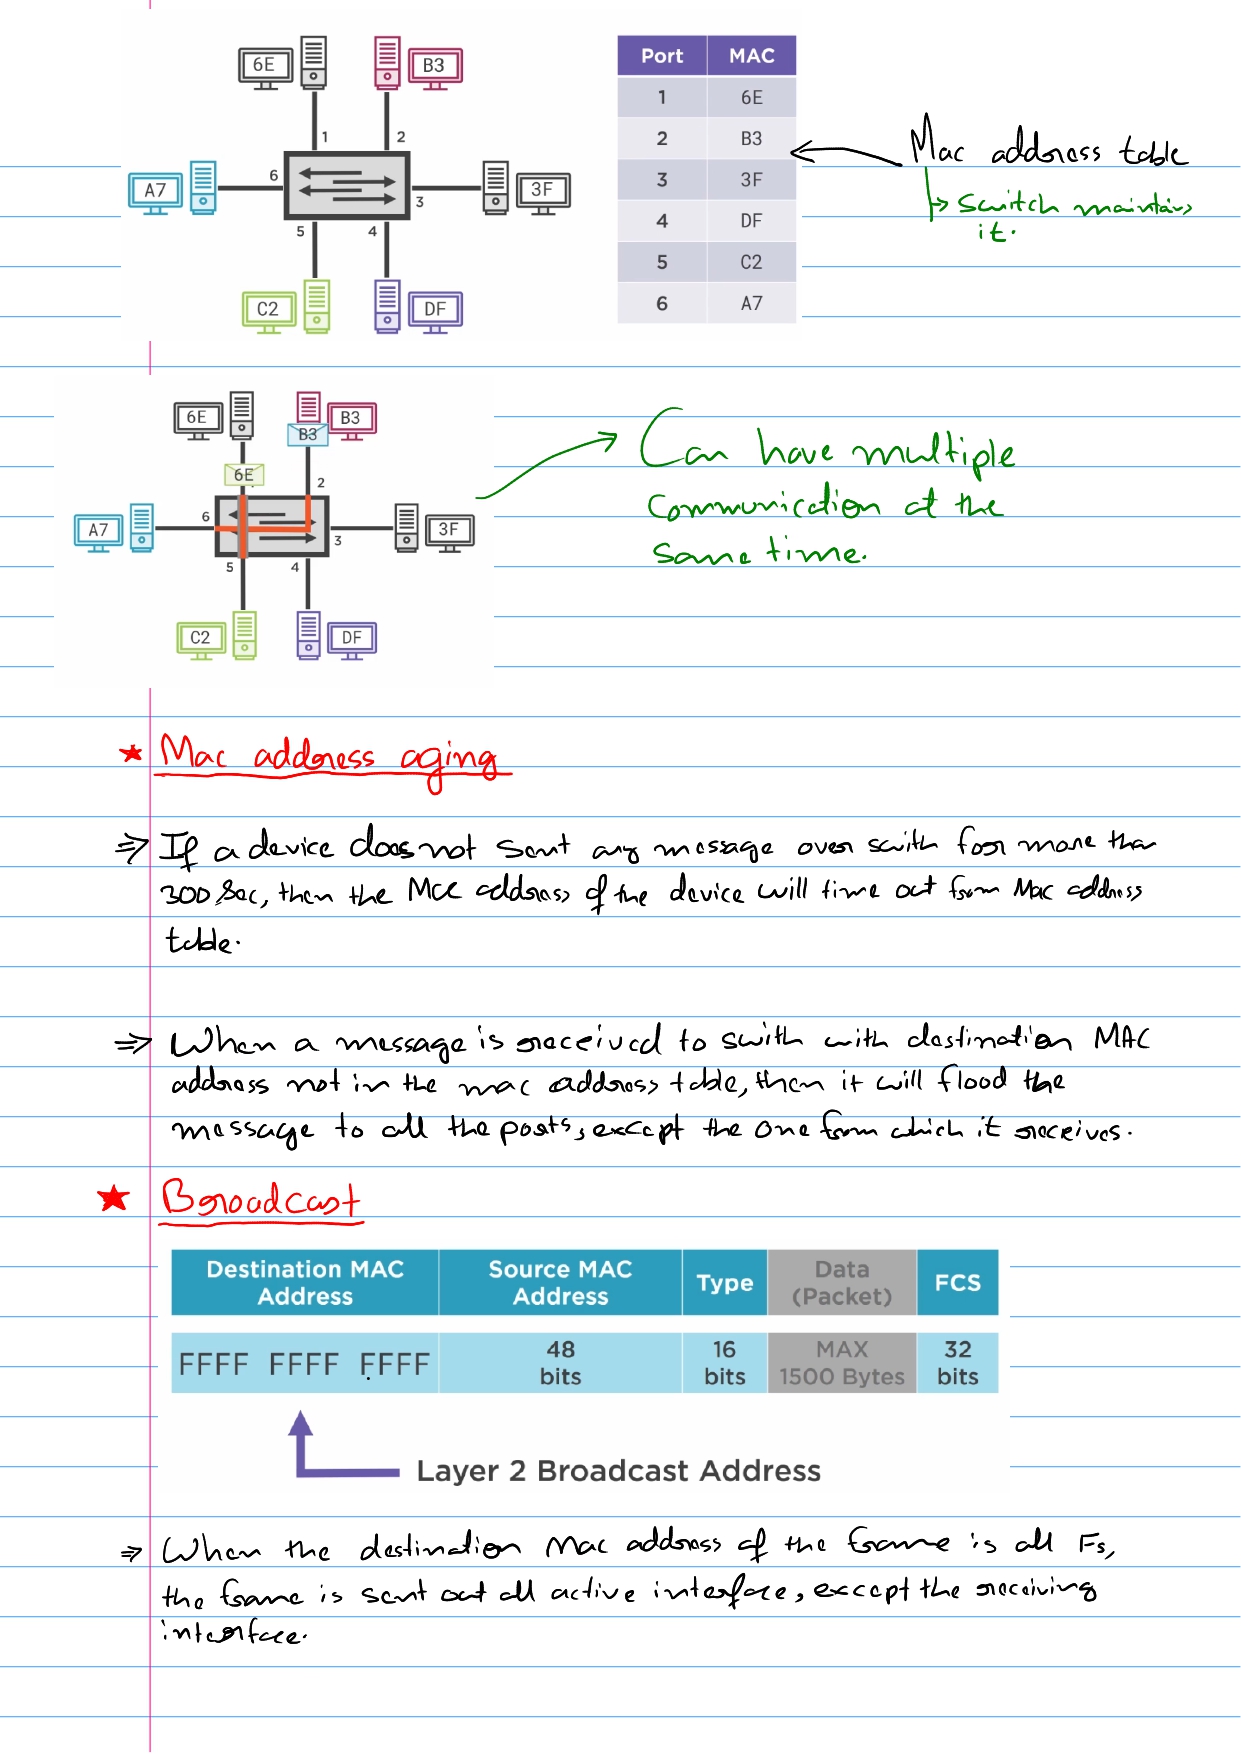 6E
B3
1
2
A7
6
3
3F
5
4
C2
DF
Port MAC
1 6E
2 B3
3 3F
4 DF
5 C2
6 A7
Mac address table
Switch maintains
it.
6E
B3
B3
6E
2
A7
6
3
3F
5
4
C2
DF
Can have multiple
Communication at the
Same time.
Mac address aging
If a device does not sent any message over swith for more than
300 Sec, then the Mac address of the device will time out from Mac address
table.
When a message is received to swith with destination MAC
address not in the mac address table, then it will flood the
message to all the ports, except the one from which it receives.
Broadcast
Destination MAC Address Source MAC Address Type Data (Packet) FCS
FFFF FFFF FFFF 48 bits 16 bits MAX 1500 Bytes 32 bits
Layer 2 Broadcast Address
When the destination Mac address of the frame is all Fs,
the frame is sent out all active interface, except the receiving
interface.